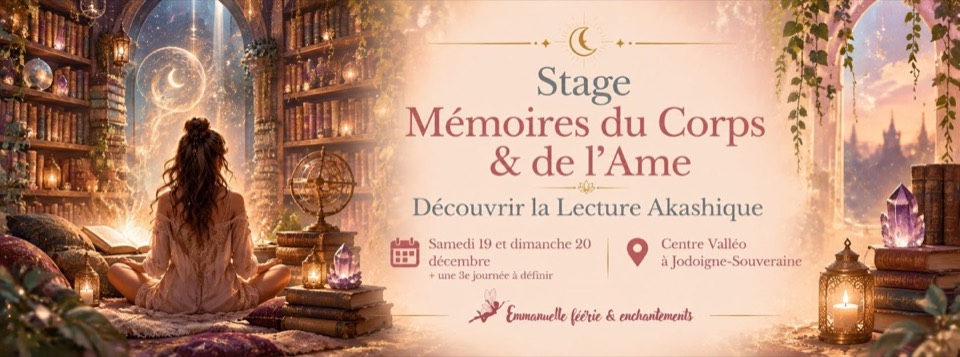 Stage
Mémoires du Corps
& de l'Ame
Découvrir la Lecture Akashique
Samedi 19 et dimanche 20
décembre
+ une 3e journée à définir
Centre Valléo
à Jodoigne-Souveraine
Emmanuelle féérie & enchantements